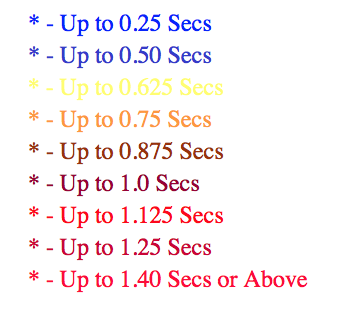 * - Up to 0.25 Secs
* - Up to 0.50 Secs
* - Up to 0.625 Secs
* - Up to 0.75 Secs
* - Up to 0.875 Secs
* - Up to 1.0 Secs
* - Up to 1.125 Secs
* - Up to 1.25 Secs
* - Up to 1.40 Secs or Above